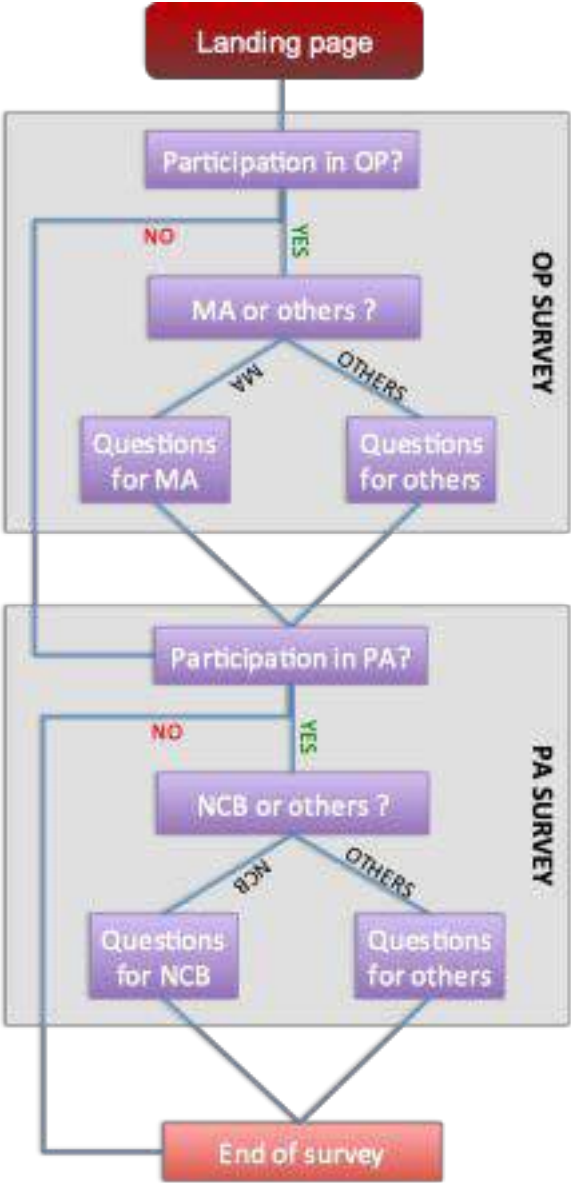 Landing page
Participation in OP?
NO
YES
MA or others ?
OP SURVEY
MA
OTHERS
Questions
for MA
Questions
for others
Participation in PA?
NO
YES
NCB or others ?
PA SURVEY
NCB
OTHERS
Questions
for NCB
Questions
for others
End of survey